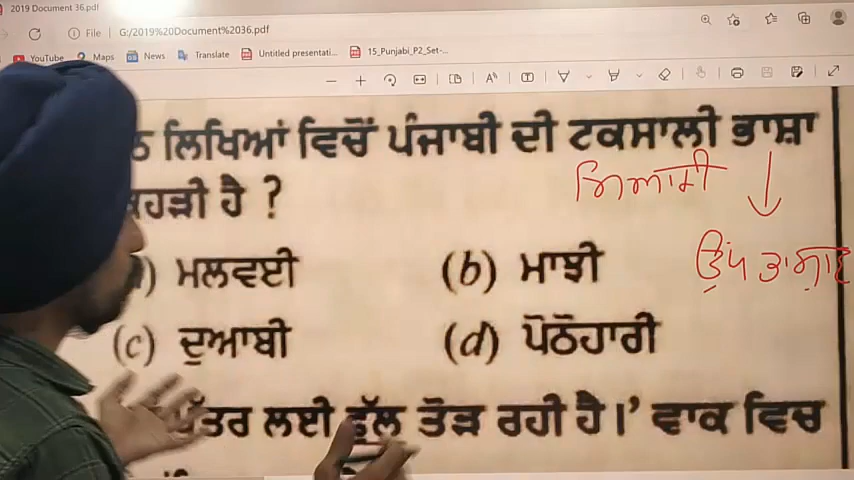 2019 Document 36.pdf
File G:/2019%20Document%2036.pdf
YouTube Maps News Translate Untitled presentati... 15_Punjabi_P2_Set-...
ਲਿਖਿਆਂ ਵਿਚੋਂ ਪੰਜਾਬੀ ਦੀ ਟਕਸਾਲੀ ਭਾਸ਼ਾ
ਕਿਹੜੀ ਹੈ ?
ਮਲਵਈ (b) ਮਾਝੀ
(c) ਦੁਆਬੀ (d) ਪੋਠੋਹਾਰੀ
ਲਈ ਫੁੱਲ ਤੋੜ ਰਹੀ ਹੈ।’ ਵਾਕ ਵਿਚ